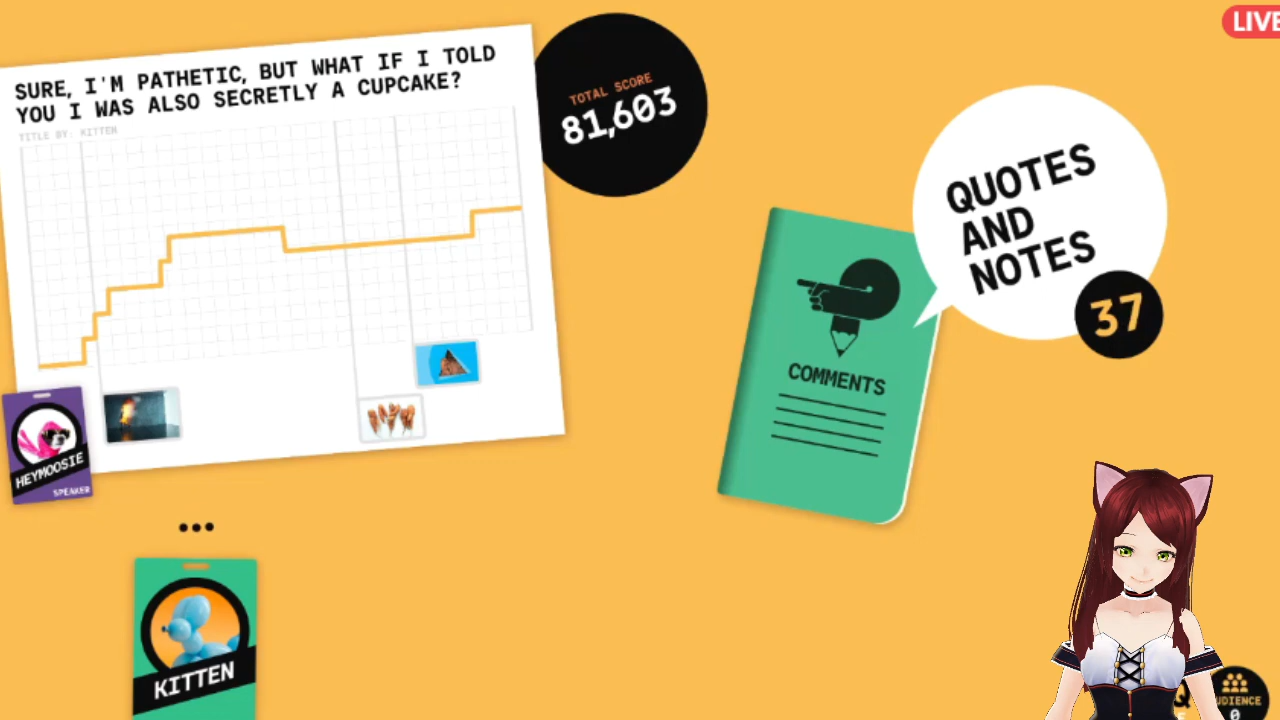 SURE, I'M PATHETIC, BUT WHAT IF I TOLD
YOU I WAS ALSO SECRETLY A CUPCAKE?
TITLE BY: KITTEN
TOTAL SCORE
81,603
LIVE
QUOTES
AND
NOTES
37
COMMENTS
HEYMOOSIE
SPEAKER
...
KITTEN
UDIENCE
0